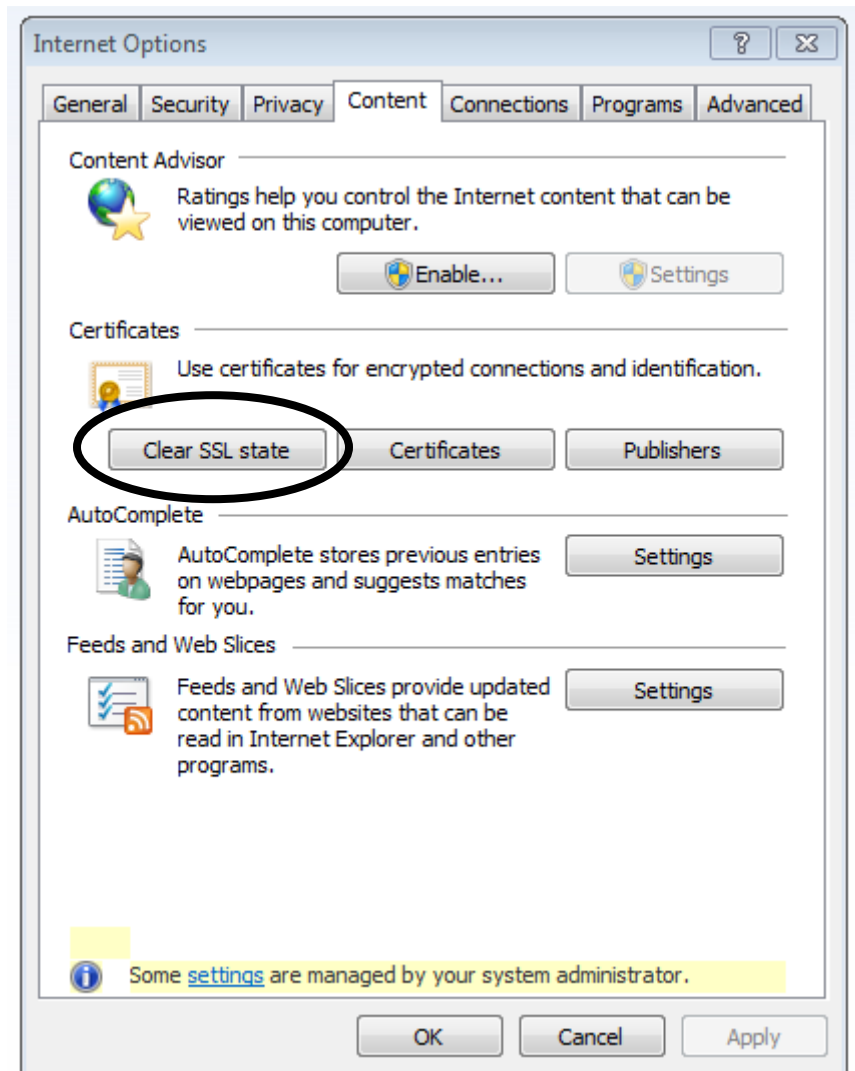 Internet Options
General Security Privacy Content Connections Programs Advanced
Content Advisor
Ratings help you control the Internet content that can be
viewed on this computer.
Enable... Settings
Certificates
Use certificates for encrypted connections and identification.
Clear SSL state Certificates Publishers
AutoComplete
AutoComplete stores previous entries Settings
on webpages and suggests matches
for you.
Feeds and Web Slices
Feeds and Web Slices provide updated Settings
content from websites that can be
read in Internet Explorer and other
programs.
Some settings are managed by your system administrator.
OK Cancel Apply